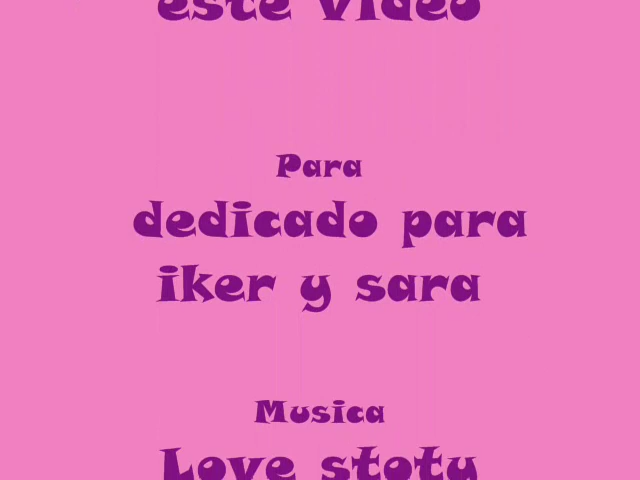 este video
Para
dedicado para
iker y sara
Musica
Love stoty